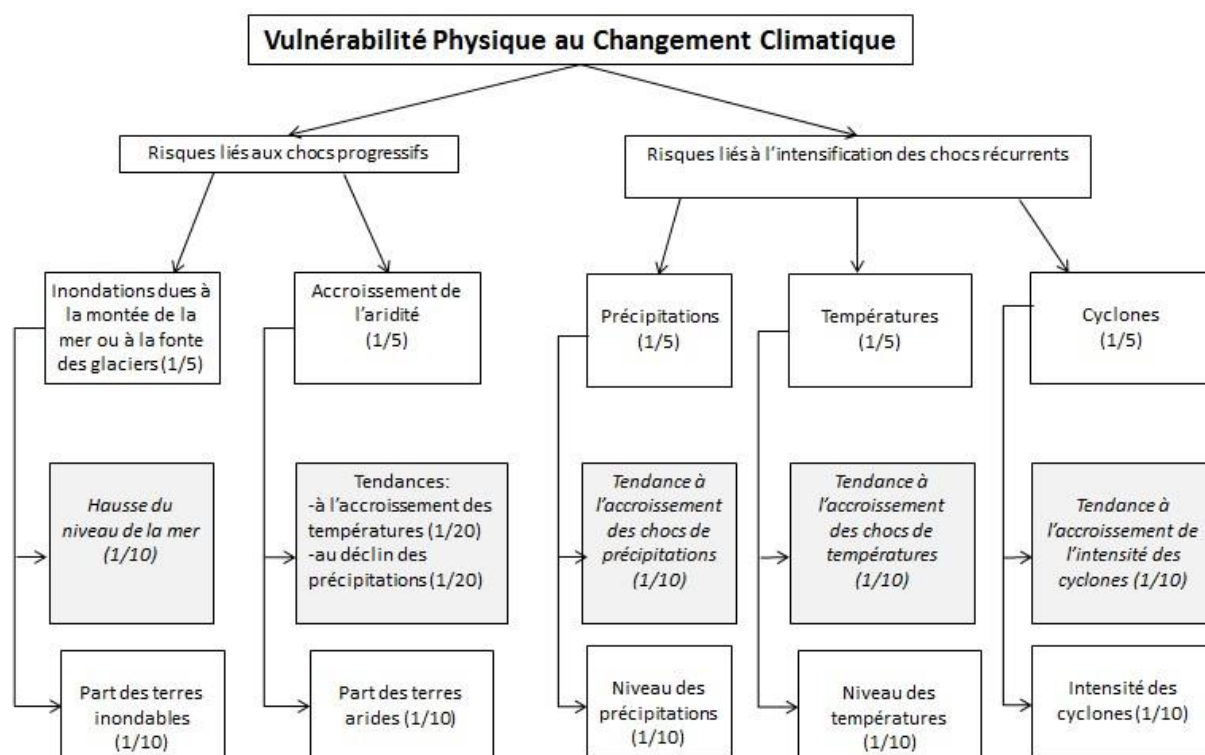 Vulnérabilité Physique au Changement Climatique
Risques liés aux chocs progressifs
Risques liés à l'intensification des chocs récurrents
Inondations dues à
la montée de la
mer ou à la fonte
des glaciers (1/5)
Accroissement de
l'aridité
(1/5)
Précipitations
(1/5)
Températures
(1/5)
Cyclones
(1/5)
Hausse du
niveau de la mer
(1/10)
Tendances:
-à l'accroissement des
températures (1/20)
-au déclin des
précipitations (1/20)
Tendance à
l'accroissement
des chocs de
précipitations
(1/10)
Tendance à
l'accroissement
des chocs de
températures
(1/10)
Tendance à
l'accroissement de
l'intensité des
cyclones (1/10)
Part des terres
inondables
(1/10)
Part des terres
arides (1/10)
Niveau des
précipitations
(1/10)
Niveau des
températures
(1/10)
Intensité des
cyclones (1/10)